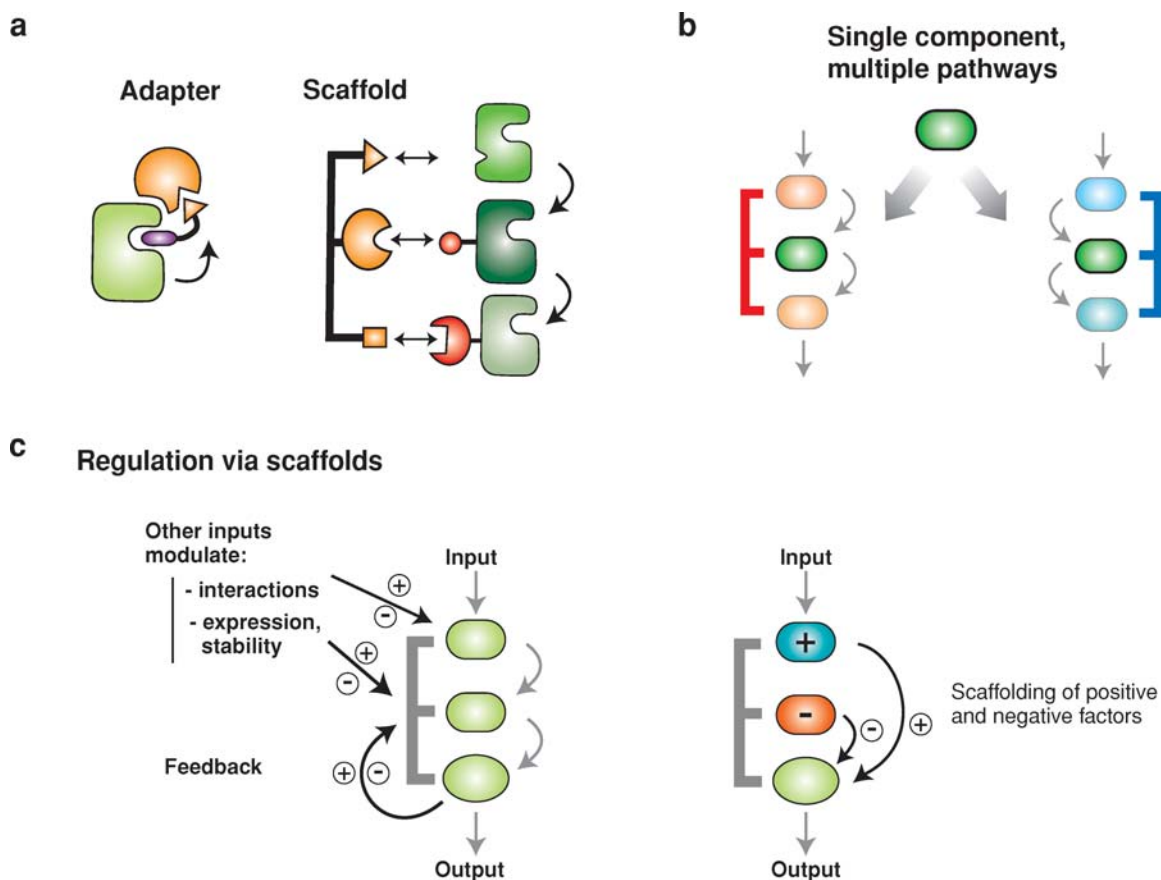 a
Adapter
Scaffold
b
Single component,
multiple pathways
c
Regulation via scaffolds
Other inputs
modulate:
- interactions
- expression,
stability
Feedback
Input
+
-
+
-
+
-
Output
Input
+
-
-
+
Scaffolding of positive
and negative factors
Output